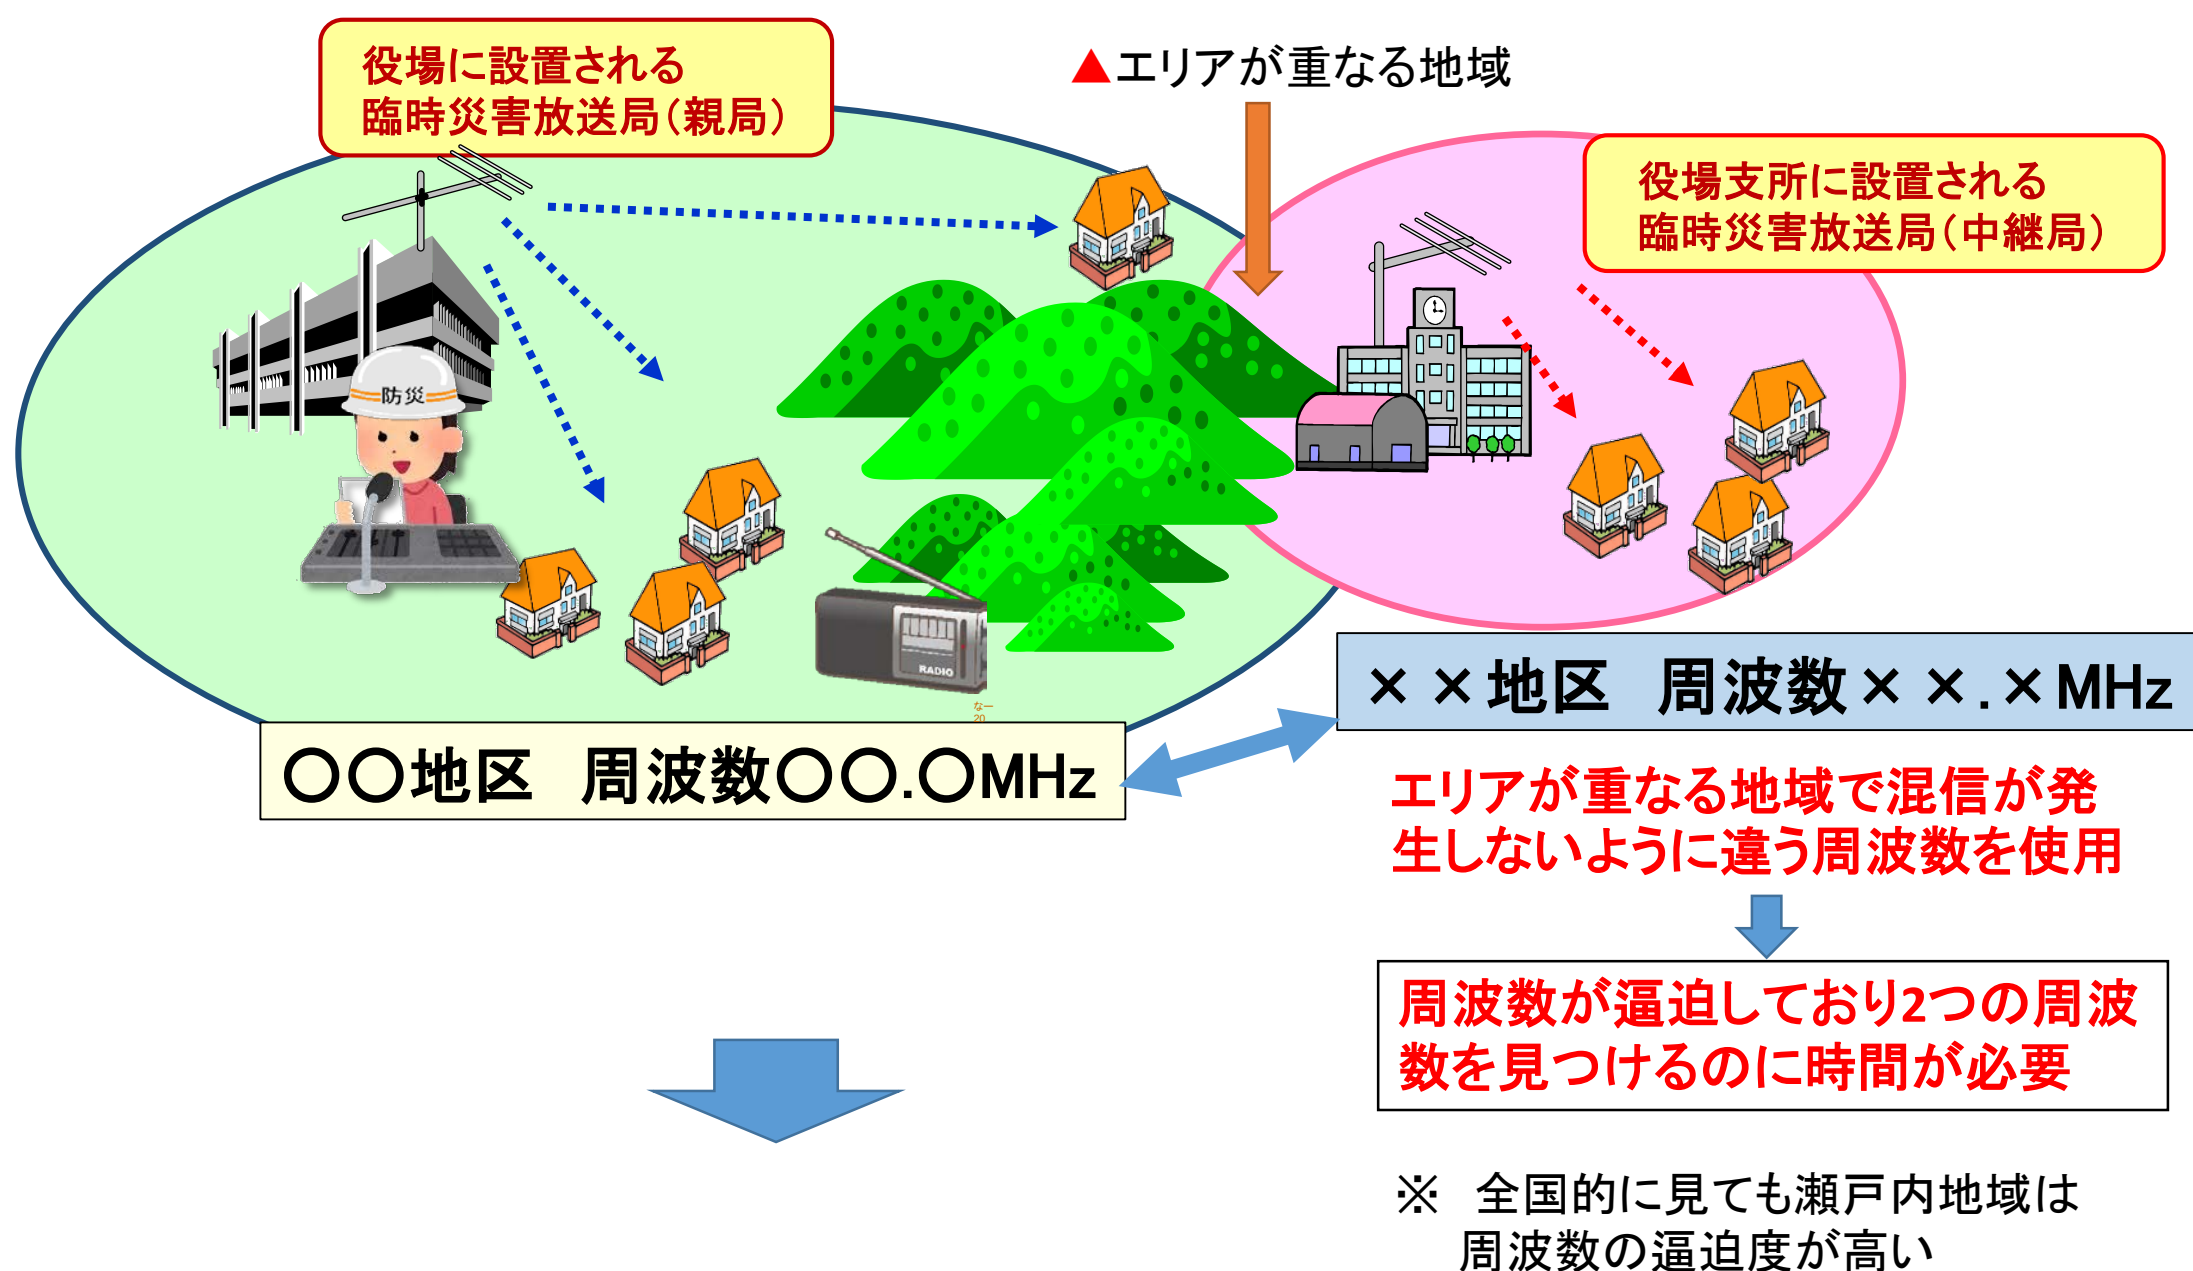 役場に設置される
臨時災害放送局(親局)
▲エリアが重なる地域
役場支所に設置される
臨時災害放送局(中継局)
防災
RADIO
なー
20
××地区　周波数××.×MHz
〇〇地区　周波数〇〇.〇MHz
エリアが重なる地域で混信が発
生しないように違う周波数を使用
周波数が逼迫しており2つの周波
数を見つけるのに時間が必要
※　全国的に見ても瀬戸内地域は
周波数の逼迫度が高い